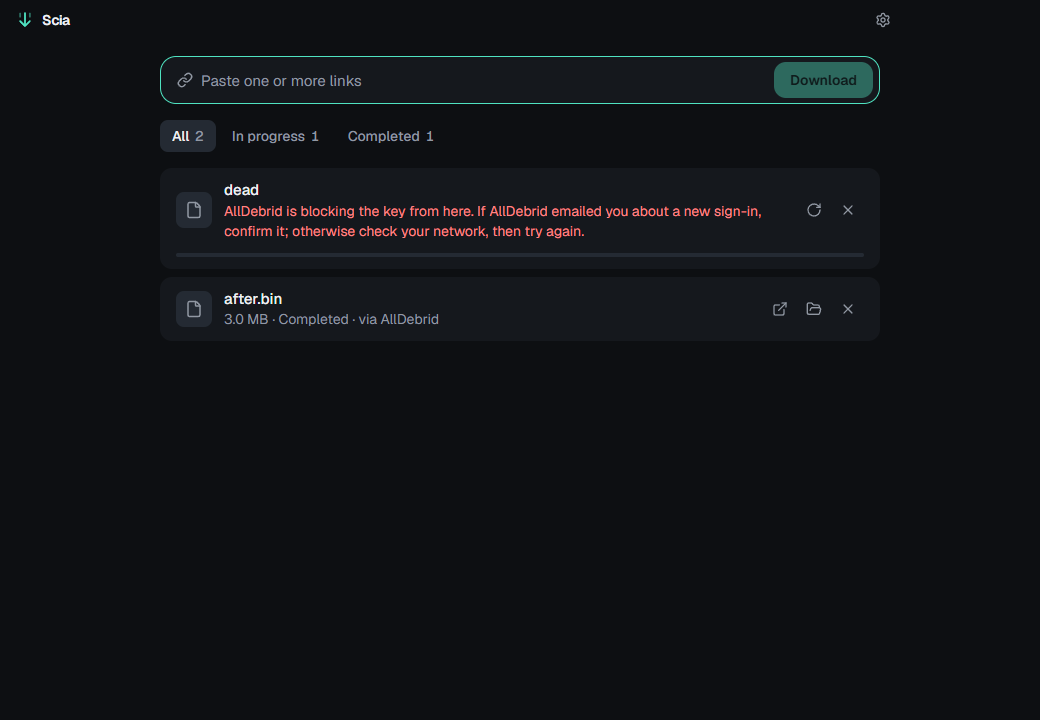 Scia
Paste one or more links
Download
All 2
In progress 1
Completed 1
dead
AllDebrid is blocking the key from here. If AllDebrid emailed you about a new sign-in,
confirm it; otherwise check your network, then try again.
after.bin
3.0 MB · Completed · via AllDebrid